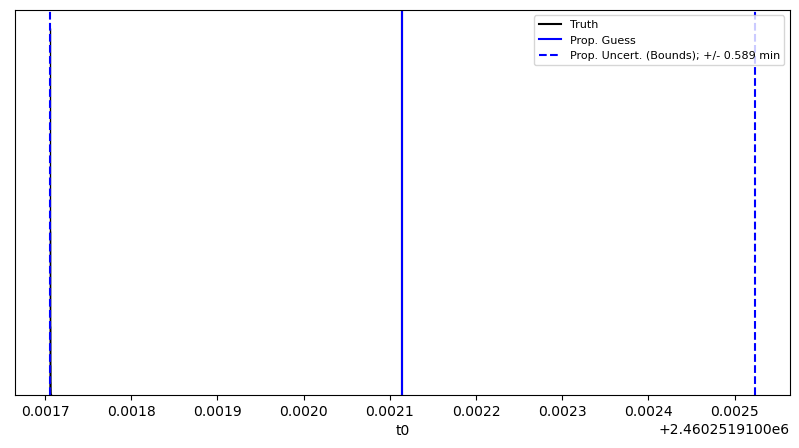 Truth
Prop. Guess
Prop. Uncert. (Bounds); +/- 0.589 min
0.0017 0.0018 0.0019 0.0020 0.0021 0.0022 0.0023 0.0024 0.0025
t0
+2.4602519100e6